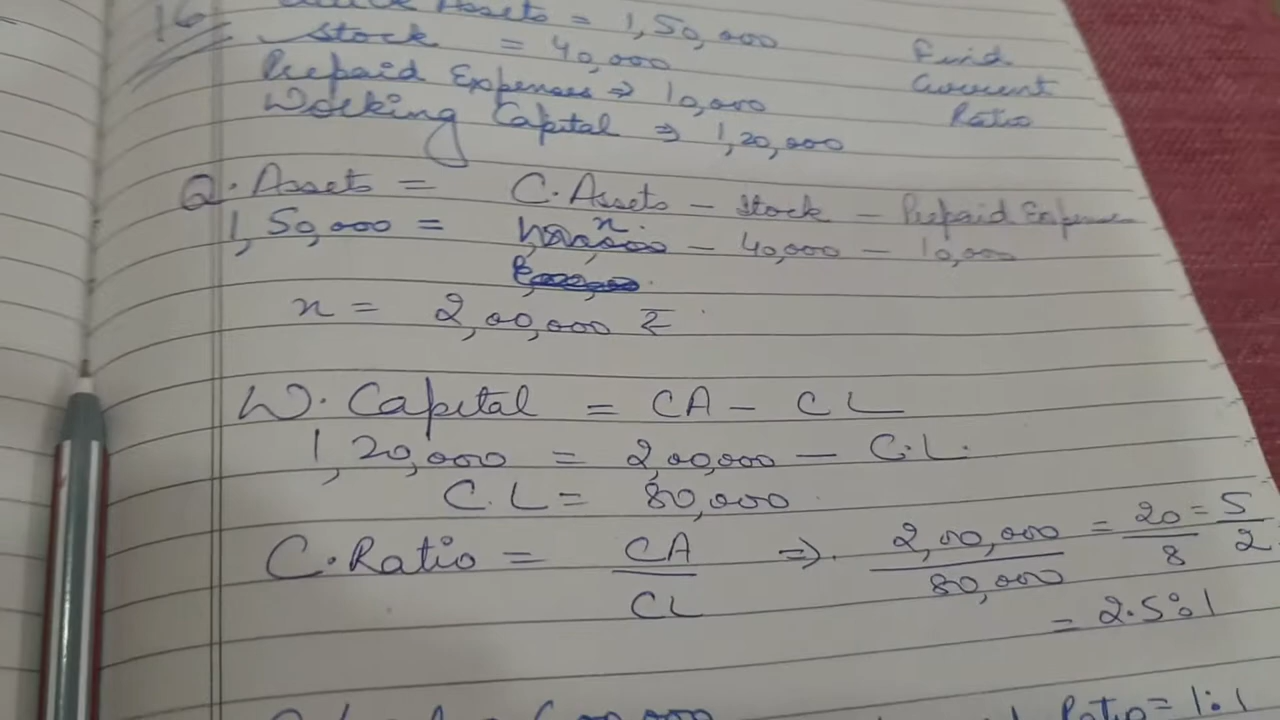 16 Assets = 1,50,000
Stock = 40,000 Find
Prepaid Expenses ⇒ 10,000 Current
Working Capital ⇒ 1,20,000 Ratio
Q. Assets = C. Assets - Stock - Prepaid Expenses
1,50,000 = x - 40,000 - 10,000
x = 2,00,000 ₹
W. Capital = CA - CL
1,20,000 = 2,00,000 - C.L.
C.L = 80,000
C. Ratio = CA/CL ⇒ 2,00,000/80,000 = 20/8 = 5/2
= 2.5:1
Ratio = 1:1